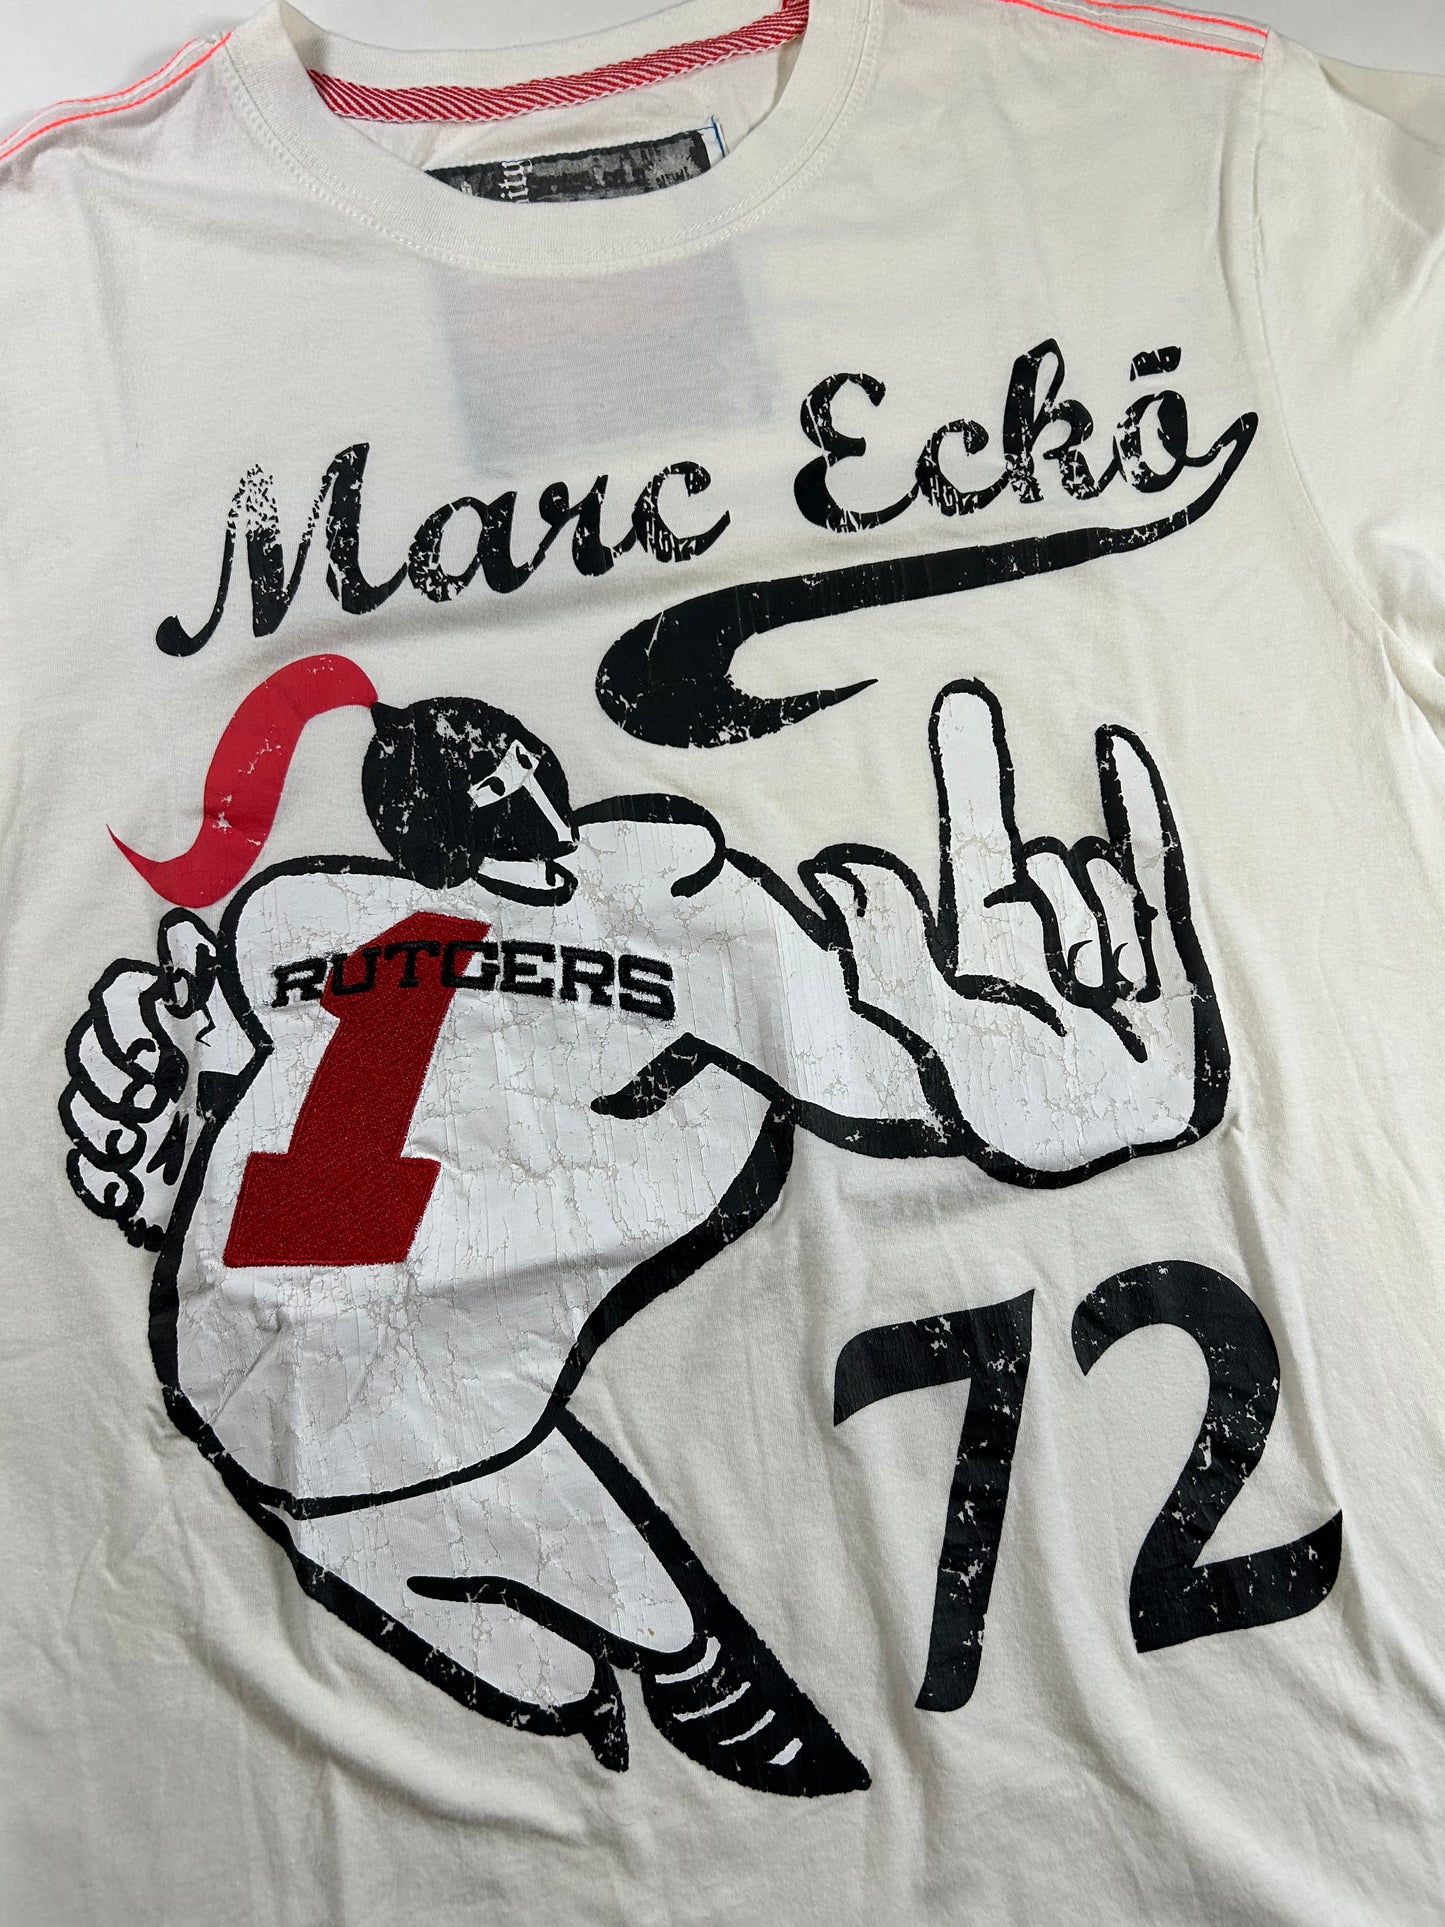 Marc Eckō
RUTGERS
1
72